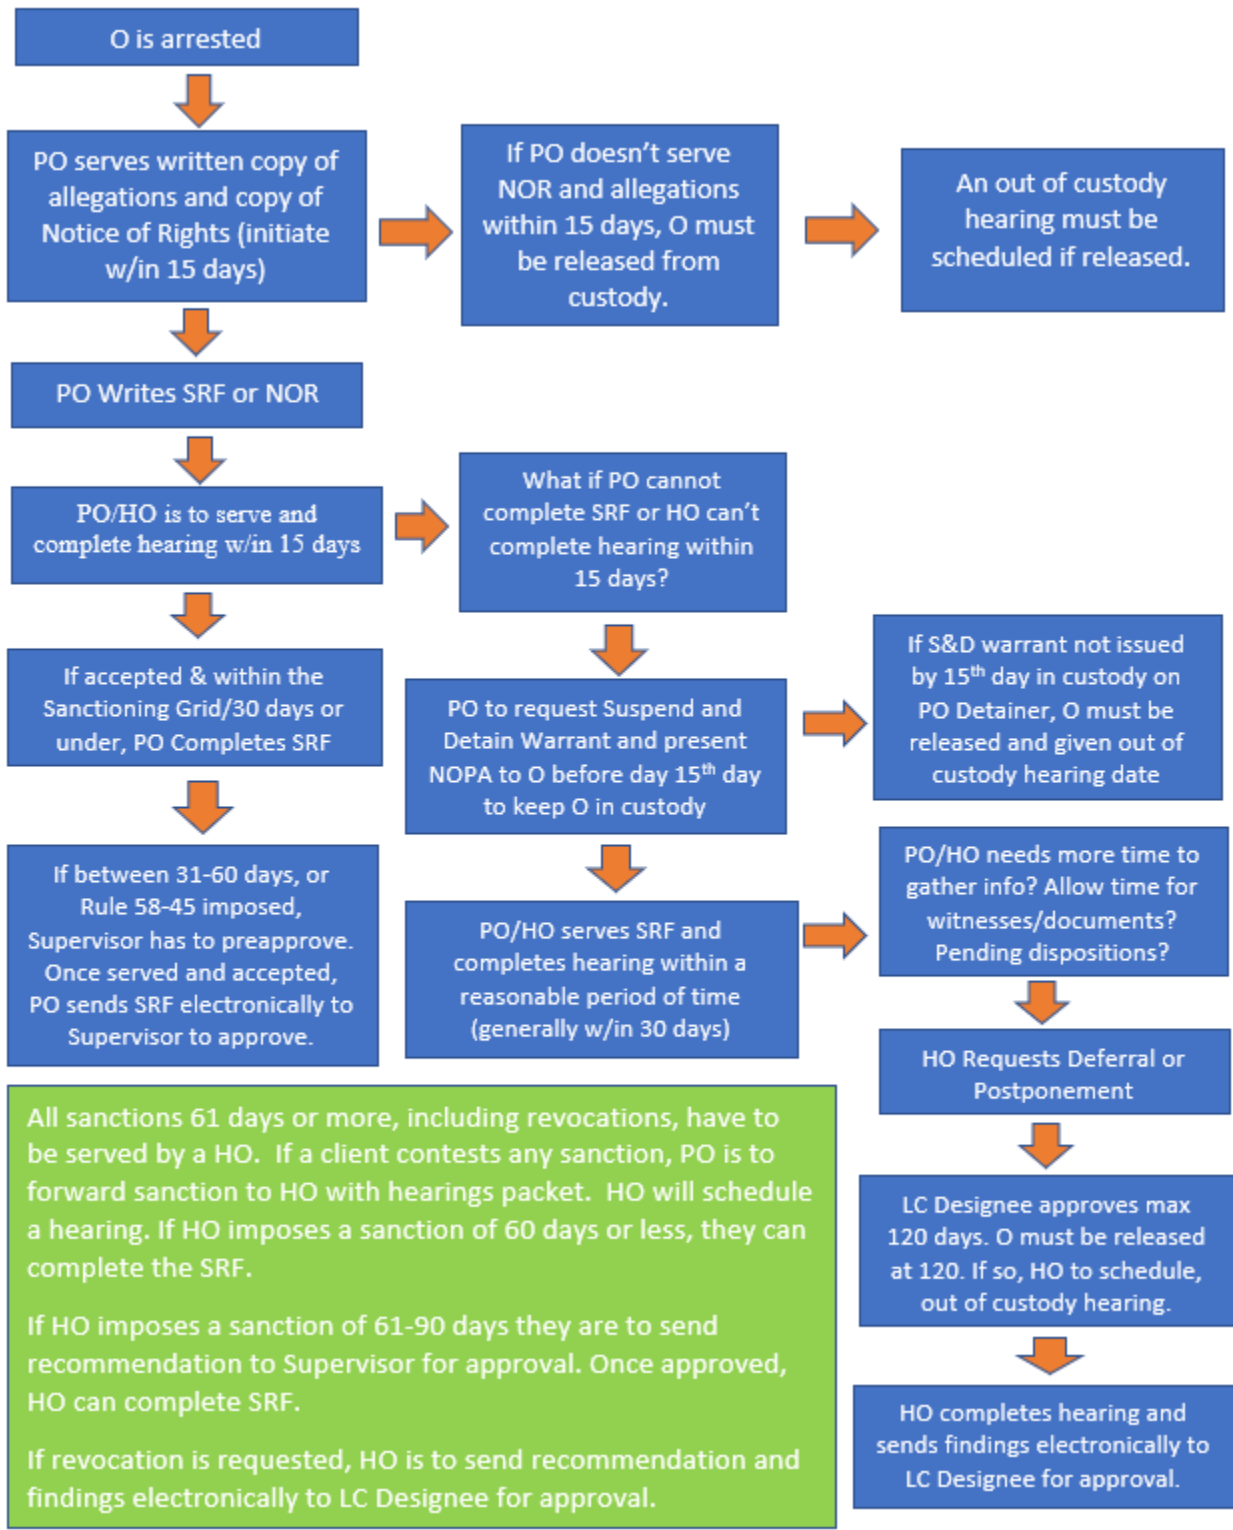 O is arrested
PO serves written copy of
allegations and copy of
Notice of Rights (initiate
w/in 15 days)
If PO doesn’t serve
NOR and allegations
within 15 days, O must
be released from
custody.
An out of custody
hearing must be
scheduled if released.
PO Writes SRF or NOR
PO/HO is to serve and
complete hearing w/in 15 days
What if PO cannot
complete SRF or HO can’t
complete hearing within
15 days?
If accepted & within the
Sanctioning Grid/30 days or
under, PO Completes SRF
PO to request Suspend and
Detain Warrant and present
NOPA to O before day 15th day
to keep O in custody
If S&D warrant not issued
by 15th day in custody on
PO Detainer, O must be
released and given out of
custody hearing date
If between 31-60 days, or
Rule 58-45 imposed,
Supervisor has to preapprove.
Once served and accepted,
PO sends SRF electronically to
Supervisor to approve.
PO/HO serves SRF and
completes hearing within a
reasonable period of time
(generally w/in 30 days)
PO/HO needs more time to
gather info? Allow time for
witnesses/documents?
Pending dispositions?
HO Requests Deferral or
Postponement
LC Designee approves max
120 days. O must be released
at 120. If so, HO to schedule,
out of custody hearing.
HO completes hearing and
sends findings electronically to
LC Designee for approval.
All sanctions 61 days or more, including revocations, have to
be served by a HO.  If a client contests any sanction, PO is to
forward sanction to HO with hearings packet.  HO will schedule
a hearing. If HO imposes a sanction of 60 days or less, they can
complete the SRF.
If HO imposes a sanction of 61-90 days they are to send
recommendation to Supervisor for approval. Once approved,
HO can complete SRF.
If revocation is requested, HO is to send recommendation and
findings electronically to LC Designee for approval.